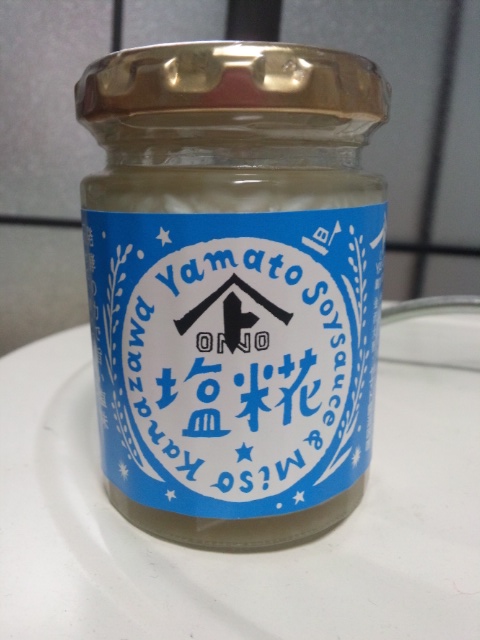 Kanazawa Yamato Soysauce & Miso
ONO
塩糀